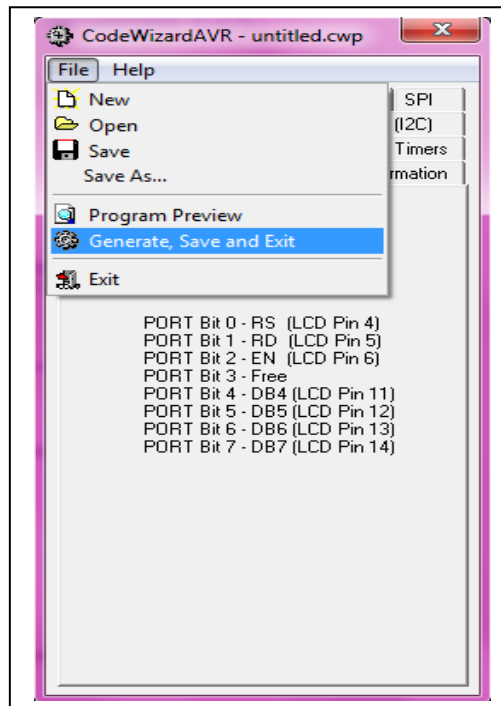 CodeWizardAVR - untitled.cwp
File Help
New
Open
Save
Save As...
Program Preview
Generate, Save and Exit
Exit
SPI
(I2C)
Timers
rmation
PORT Bit 0 - RS (LCD Pin 4)
PORT Bit 1 - RD (LCD Pin 5)
PORT Bit 2 - EN (LCD Pin 6)
PORT Bit 3 - Free
PORT Bit 4 - DB4 (LCD Pin 11)
PORT Bit 5 - DB5 (LCD Pin 12)
PORT Bit 6 - DB6 (LCD Pin 13)
PORT Bit 7 - DB7 (LCD Pin 14)